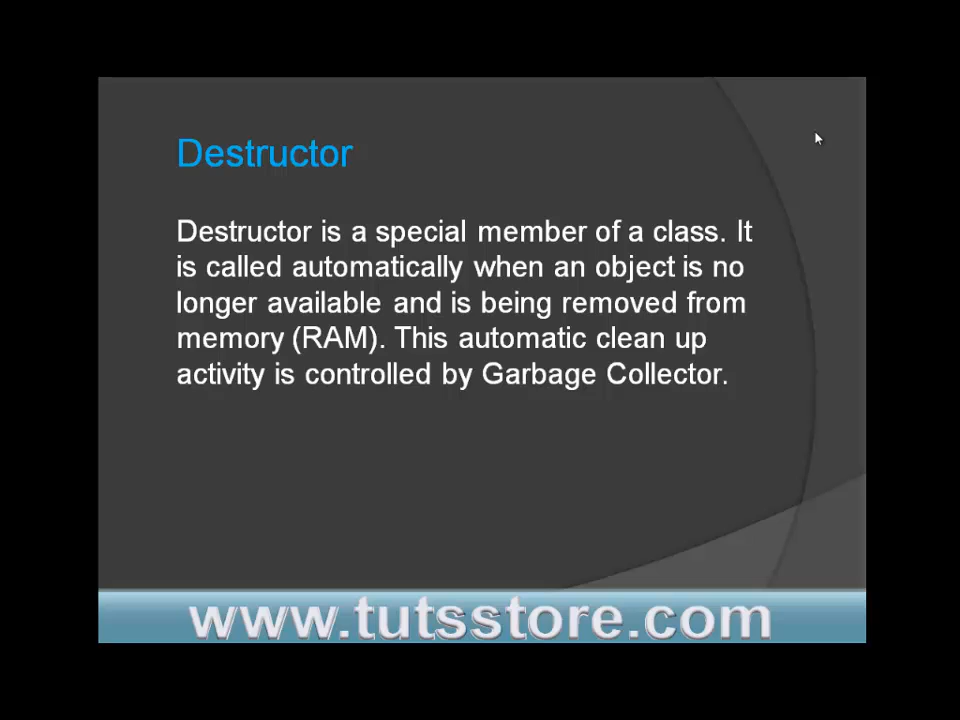 Destructor
Destructor is a special member of a class. It
is called automatically when an object is no
longer available and is being removed from
memory (RAM). This automatic clean up
activity is controlled by Garbage Collector.
www.tutsstore.com